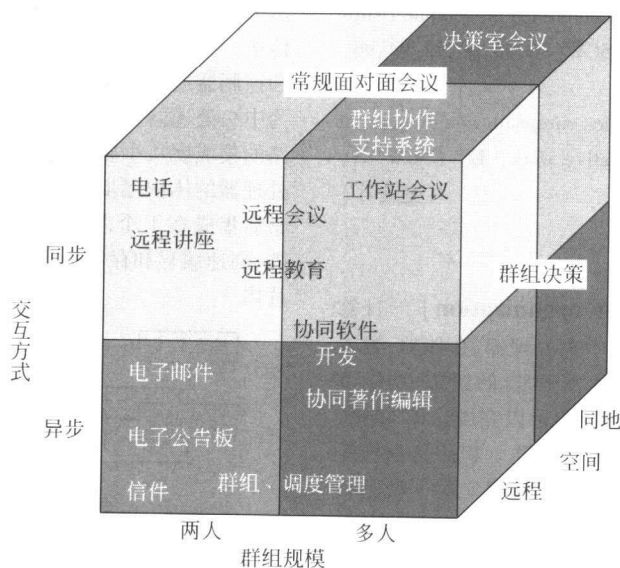 决策室会议
常规面对面会议
群组协作
支持系统
电话
工作站会议
远程会议
远程讲座
同步
远程教育
群组决策
交互方式
协同软件
开发
电子邮件
协同著作编辑
异步
电子公告板
同地
空间
信件
群组、调度管理
远程
两人
多人
群组规模